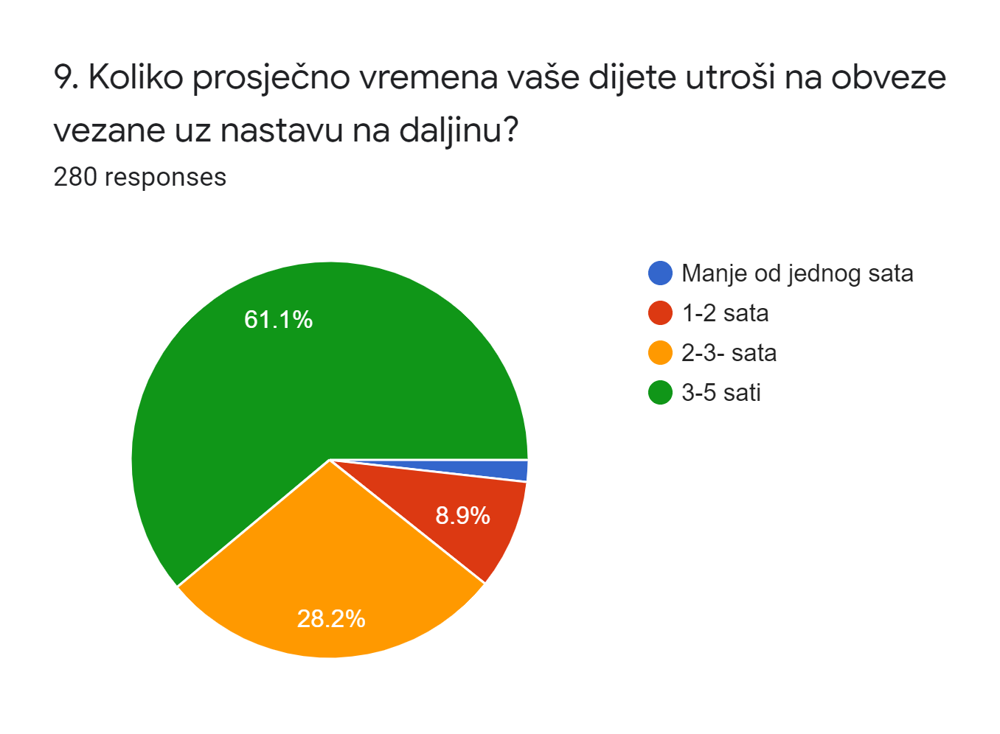 9. Koliko prosječno vremena vaše dijete utroši na obveze
vezane uz nastavu na daljinu?
280 responses
Manje od jednog sata
1-2 sata
2-3- sata
3-5 sati
61.1%
8.9%
28.2%